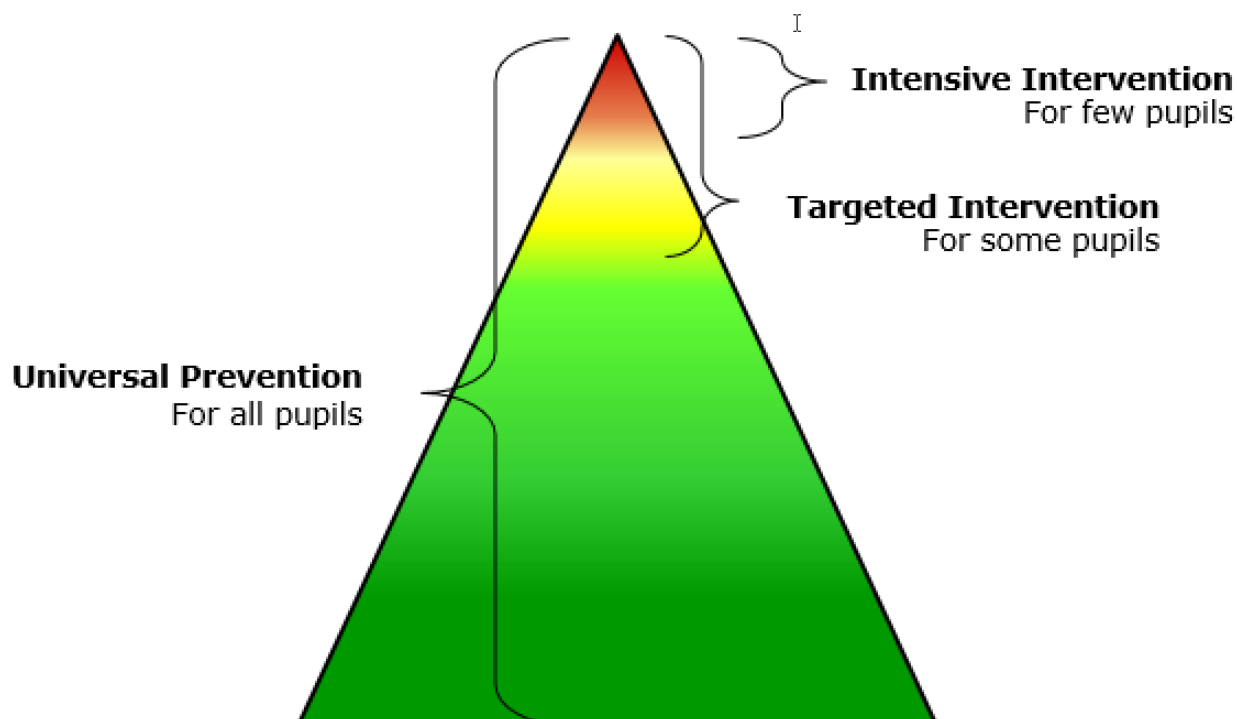 Intensive Intervention
For few pupils
Targeted Intervention
For some pupils
Universal Prevention
For all pupils